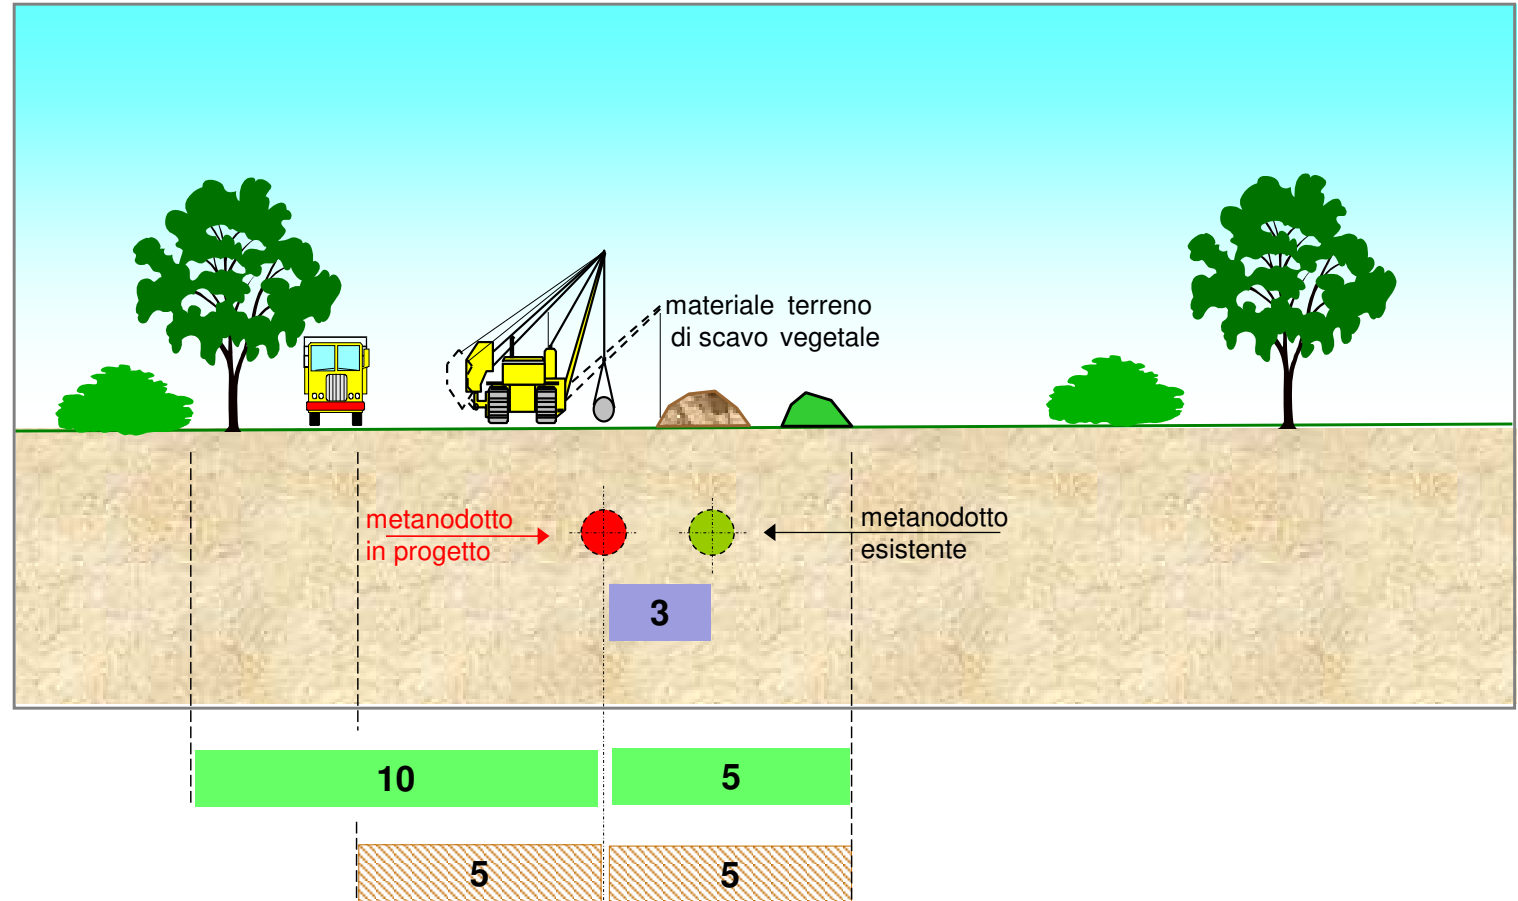 materiale terreno
di scavo vegetale
metanodotto
in progetto
metanodotto
esistente
3
10
5
5
5